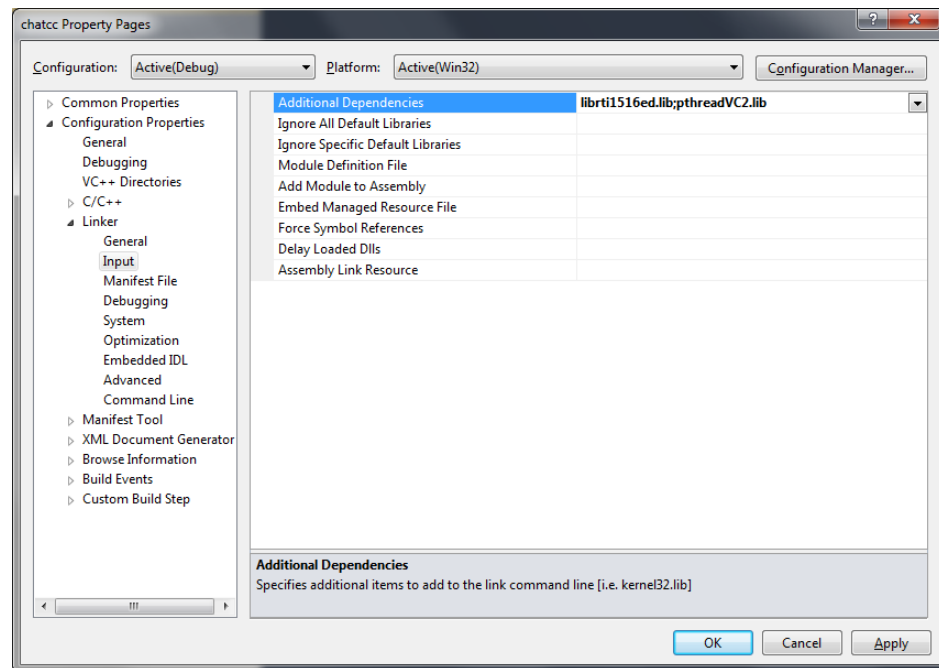 chatcc Property Pages
Configuration: Active(Debug) Platform: Active(Win32) Configuration Manager...
Common Properties
Configuration Properties
General
Debugging
VC++ Directories
C/C++
Linker
General
Input
Manifest File
Debugging
System
Optimization
Embedded IDL
Advanced
Command Line
Manifest Tool
XML Document Generator
Browse Information
Build Events
Custom Build Step
Additional Dependencies librti1516ed.lib;pthreadVC2.lib
Ignore All Default Libraries
Ignore Specific Default Libraries
Module Definition File
Add Module to Assembly
Embed Managed Resource File
Force Symbol References
Delay Loaded Dlls
Assembly Link Resource
Additional Dependencies
Specifies additional items to add to the link command line [i.e. kernel32.lib]
OK Cancel Apply